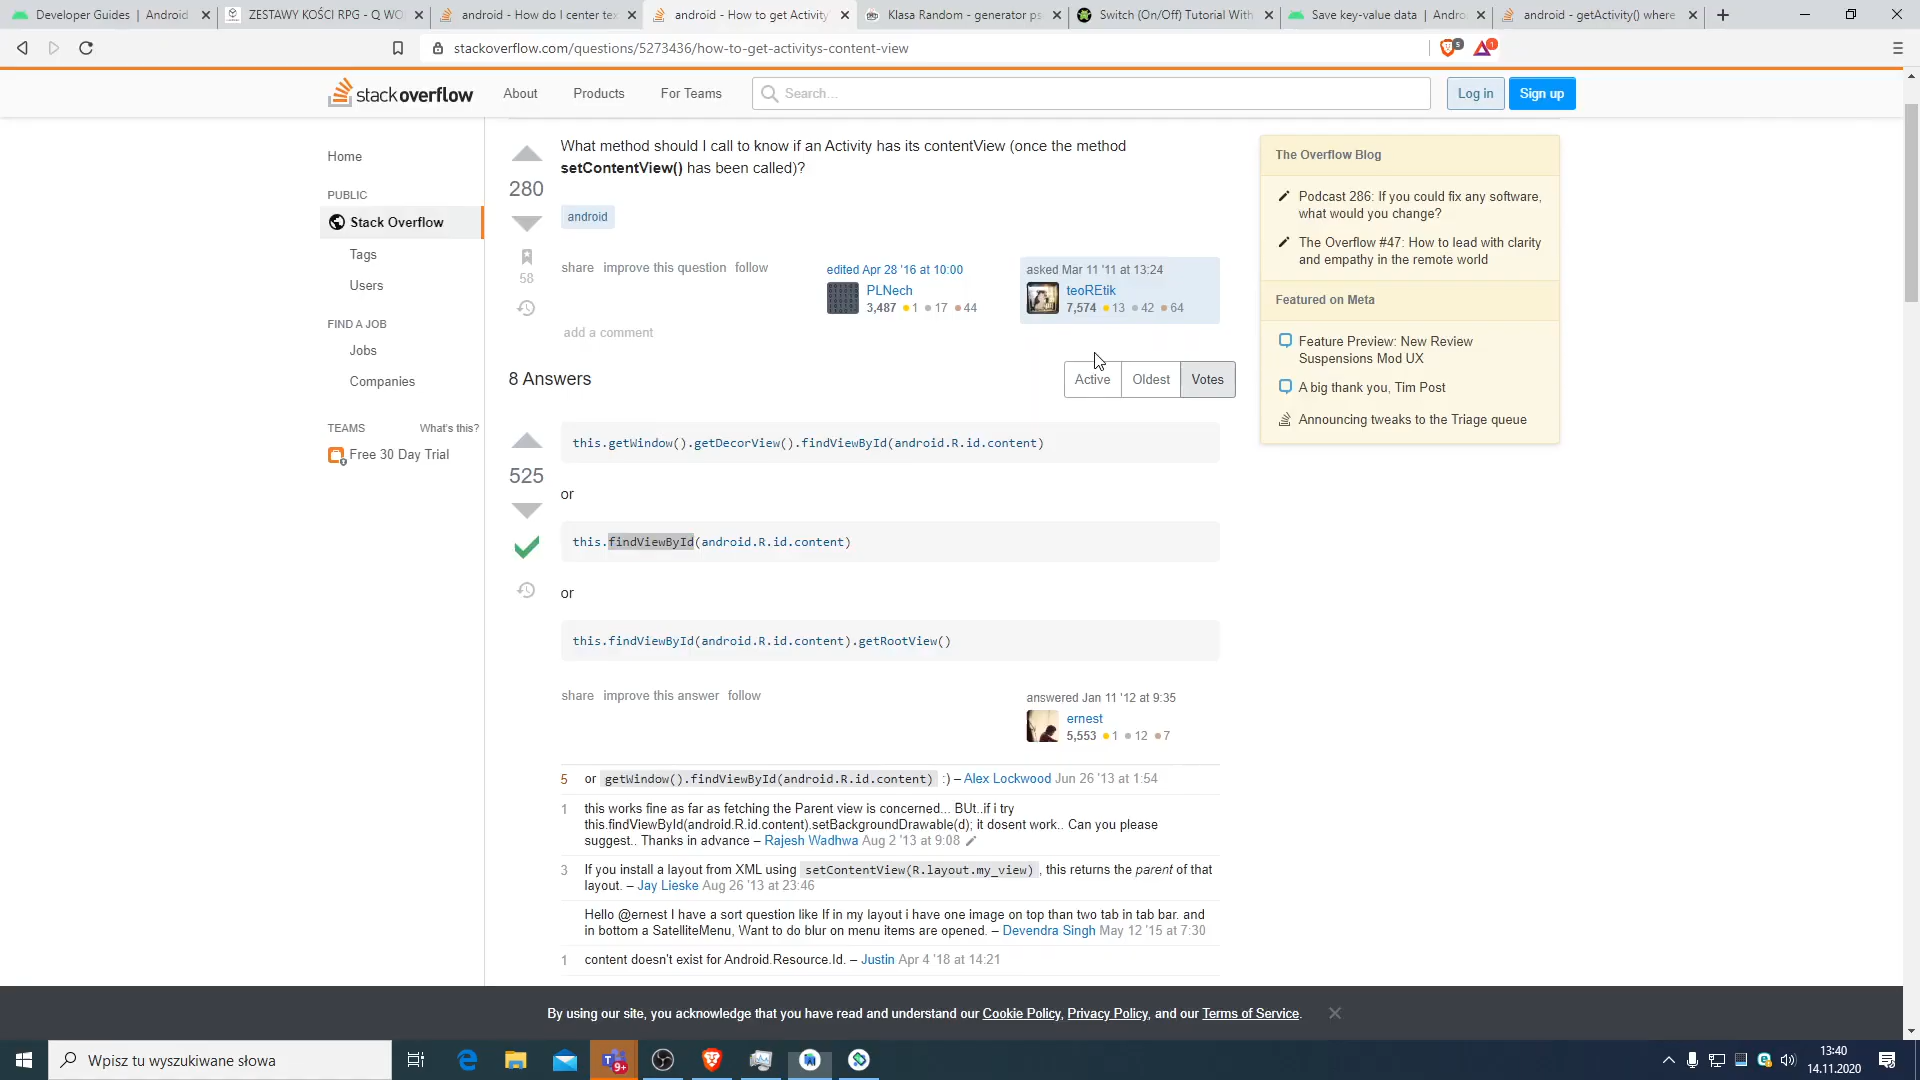 Developer Guides | Android
ZESTAWY KOŚCI RPG - Q WO
android - How do I center tex
android - How to get Activity
Klasa Random - generator ps
Switch (On/Off) Tutorial With
Save key-value data | Andro
android - getActivity() where
stackoverflow.com/questions/5273436/how-to-get-activitys-content-view
5
1
stackoverflow
About
Products
For Teams
Search...
Log in
Sign up
Home
PUBLIC
Stack Overflow
Tags
Users
FIND A JOB
Jobs
Companies
TEAMS
What's this?
Free 30 Day Trial
What method should I call to know if an Activity has its contentView (once the method
setContentView() has been called)?
280
android
58
share improve this question follow
edited Apr 28 '16 at 10:00
PLNech
3,487 1 17 44
asked Mar 11 '11 at 13:24
teoREtik
7,574 13 42 64
add a comment
8 Answers
Active
Oldest
Votes
525
this.getWindow().getDecorView().findViewById(android.R.id.content)
or
this.findViewById(android.R.id.content)
or
this.findViewById(android.R.id.content).getRootView()
share improve this answer follow
answered Jan 11 '12 at 9:35
ernest
5,553 1 12 7
5 or getWindow().findViewById(android.R.id.content) :) – Alex Lockwood Jun 26 '13 at 1:54
1 this works fine as far as fetching the Parent view is concerned... BUt..if i try
this.findViewById(android.R.id.content).setBackgroundDrawable(d); it dosent work.. Can you please
suggest.. Thanks in advance – Rajesh Wadhwa Aug 2 '13 at 9:08
3 If you install a layout from XML using setContentView(R.layout.my_view), this returns the parent of that
layout. – Jay Lieske Aug 26 '13 at 23:46
Hello @ernest I have a sort question like If in my layout i have one image on top than two tab in tab bar. and
in bottom a SatelliteMenu, Want to do blur on menu items are opened. – Devendra Singh May 12 '15 at 7:30
1 content doesn't exist for Android.Resource.Id. – Justin Apr 4 '18 at 14:21
The Overflow Blog
Podcast 286: If you could fix any software,
what would you change?
The Overflow #47: How to lead with clarity
and empathy in the remote world
Featured on Meta
Feature Preview: New Review
Suspensions Mod UX
A big thank you, Tim Post
Announcing tweaks to the Triage queue
By using our site, you acknowledge that you have read and understand our Cookie Policy, Privacy Policy, and our Terms of Service.
Wpisz tu wyszukiwane słowa
9+
13:40
14.11.2020